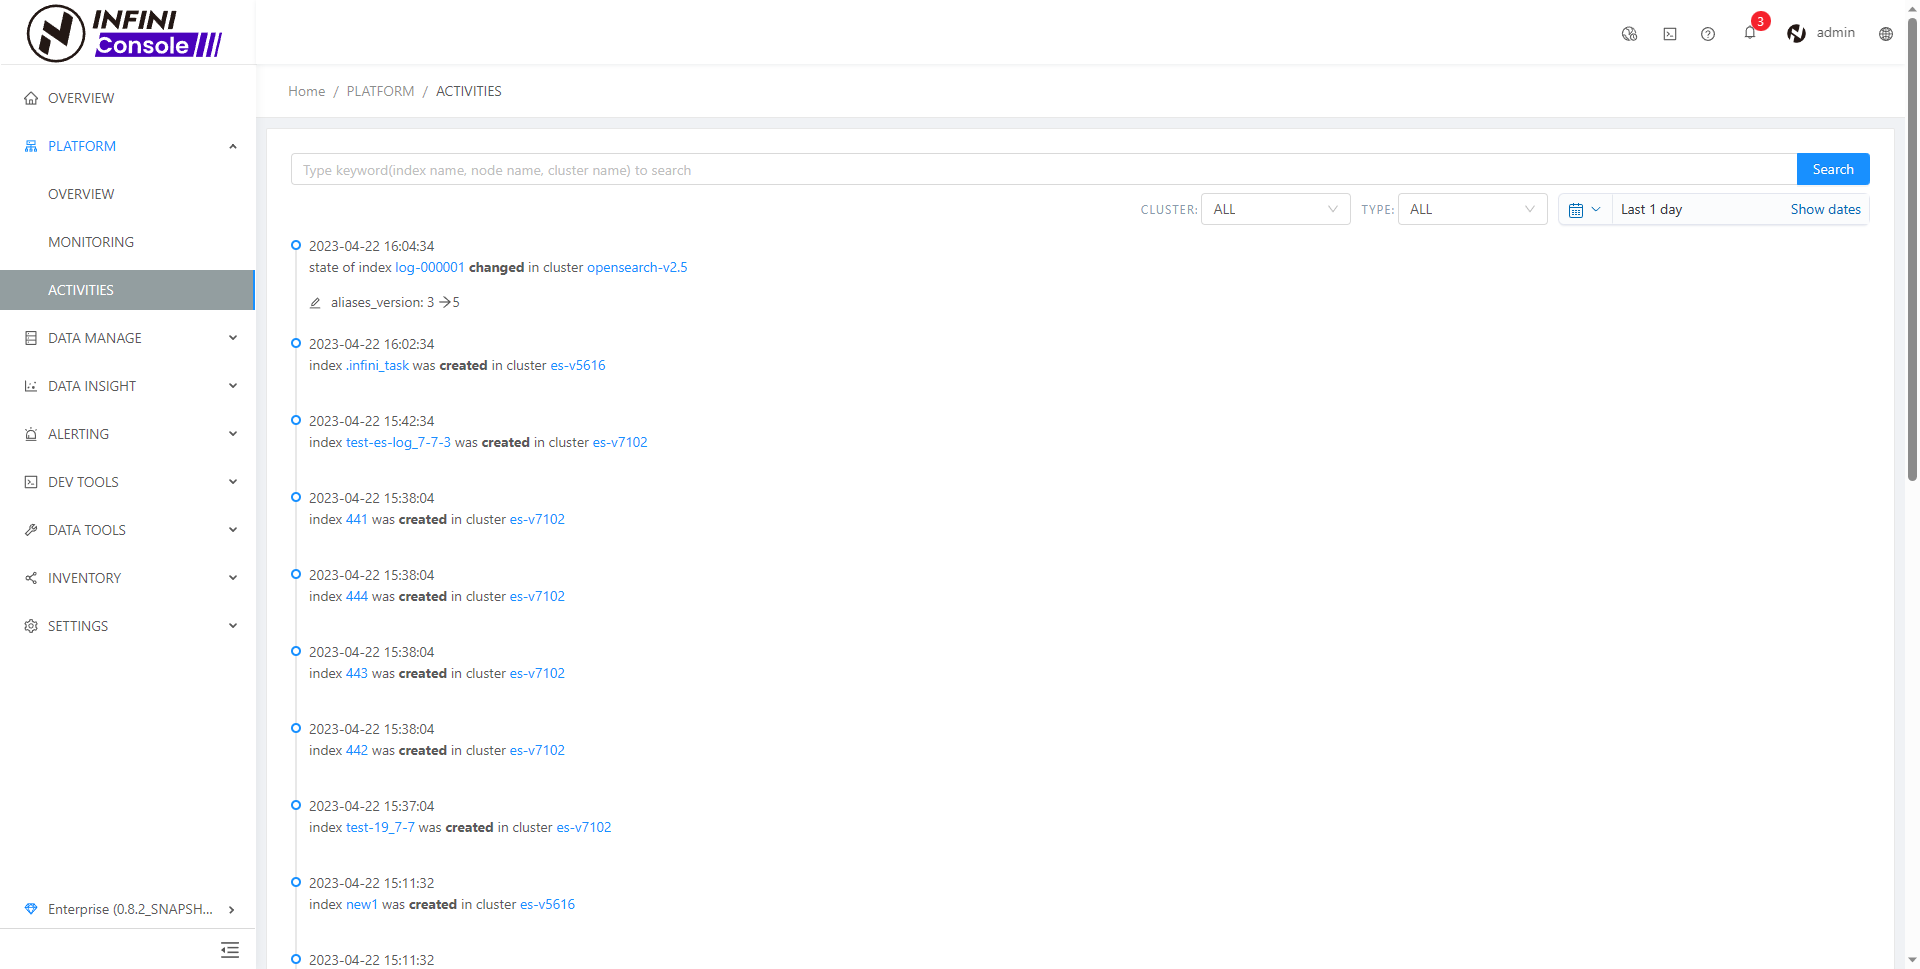 INFINI
Console
3
admin
Home / PLATFORM / ACTIVITIES
OVERVIEW
PLATFORM
OVERVIEW
MONITORING
ACTIVITIES
DATA MANAGE
DATA INSIGHT
ALERTING
DEV TOOLS
DATA TOOLS
INVENTORY
SETTINGS
Enterprise (0.8.2_SNAPSH...
Type keyword(index name, node name, cluster name) to search
Search
CLUSTER: ALL TYPE: ALL Last 1 day Show dates
2023-04-22 16:04:34
state of index log-000001 changed in cluster opensearch-v2.5
aliases_version: 3 →5
2023-04-22 16:02:34
index .infini_task was created in cluster es-v5616
2023-04-22 15:42:34
index test-es-log_7-7-3 was created in cluster es-v7102
2023-04-22 15:38:04
index 441 was created in cluster es-v7102
2023-04-22 15:38:04
index 444 was created in cluster es-v7102
2023-04-22 15:38:04
index 443 was created in cluster es-v7102
2023-04-22 15:38:04
index 442 was created in cluster es-v7102
2023-04-22 15:37:04
index test-19_7-7 was created in cluster es-v7102
2023-04-22 15:11:32
index new1 was created in cluster es-v5616
2023-04-22 15:11:32